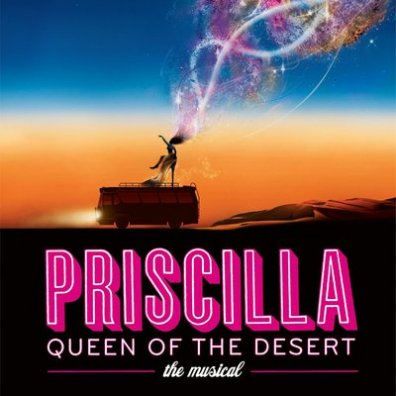 PRISCILLA
QUEEN OF THE DESERT
the musical